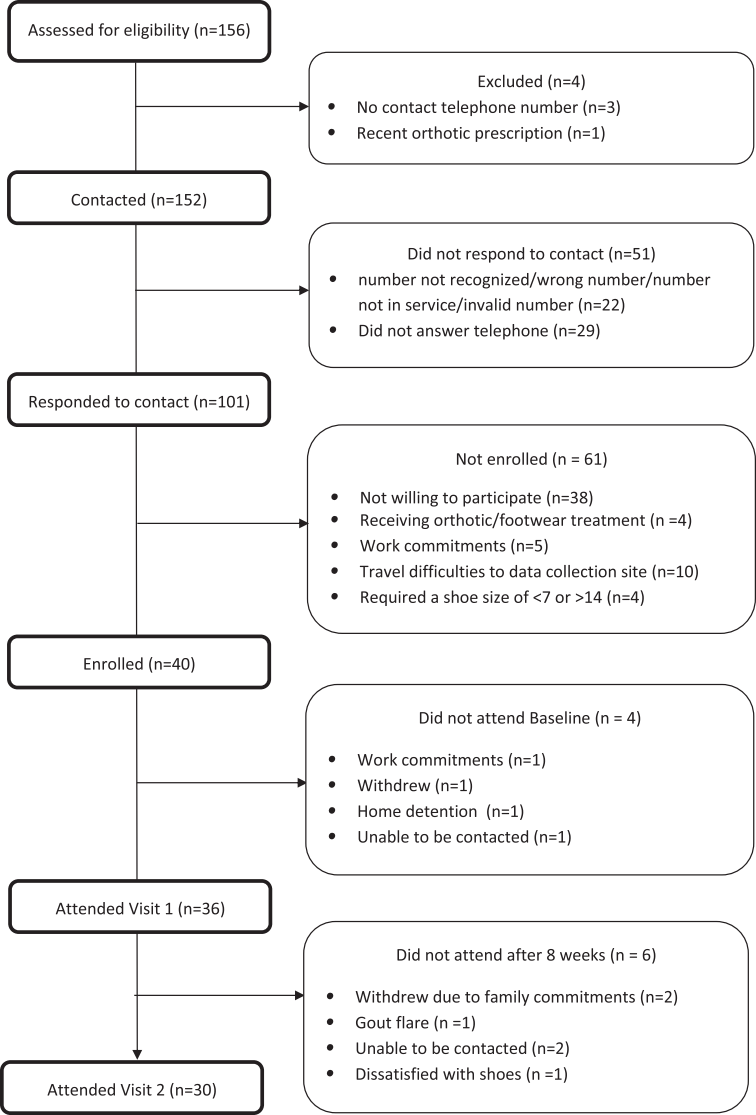 Assessed for eligibility (n=156)
Excluded (n=4)
• No contact telephone number (n=3)
• Recent orthotic prescription (n=1)
Contacted (n=152)
Did not respond to contact (n=51)
• number not recognized/wrong number/number
not in service/invalid number (n=22)
• Did not answer telephone (n=29)
Responded to contact (n=101)
Not enrolled (n = 61)
• Not willing to participate (n=38)
• Receiving orthotic/footwear treatment (n =4)
• Work commitments (n=5)
• Travel difficulties to data collection site (n=10)
• Required a shoe size of <7 or >14 (n=4)
Enrolled (n=40)
Did not attend Baseline (n = 4)
• Work commitments (n=1)
• Withdrew (n=1)
• Home detention (n=1)
• Unable to be contacted (n=1)
Attended Visit 1 (n=36)
Did not attend after 8 weeks (n = 6)
• Withdrew due to family commitments (n=2)
• Gout flare (n =1)
• Unable to be contacted (n=2)
• Dissatisfied with shoes (n =1)
Attended Visit 2 (n=30)